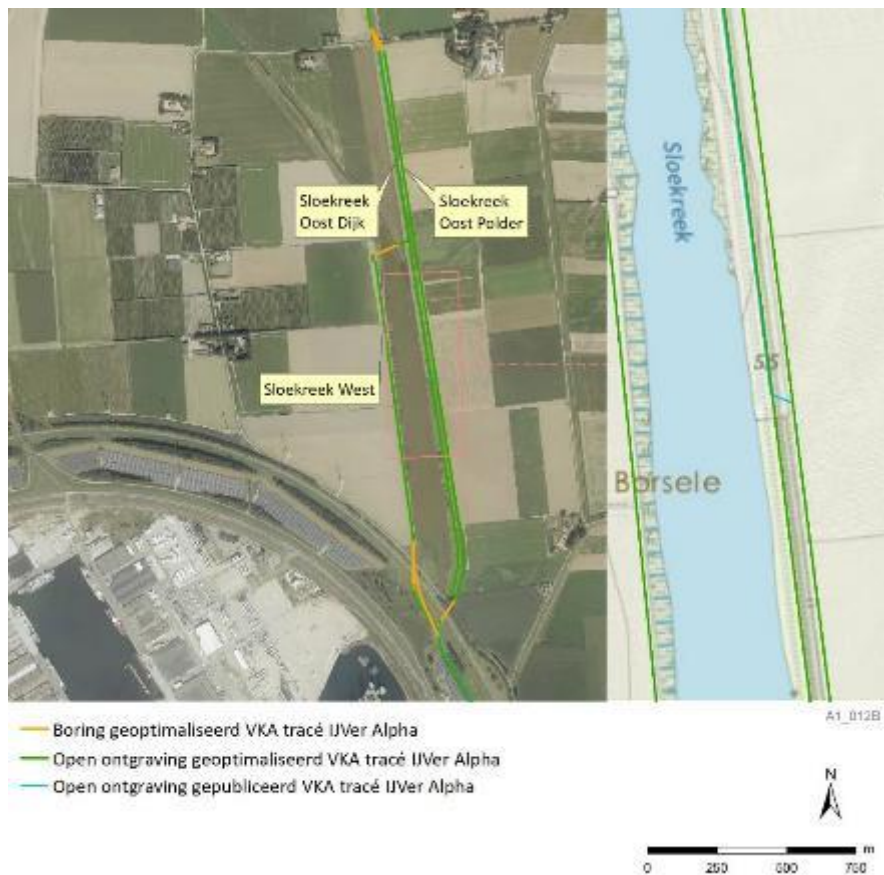 Sloekreek
Oost Dijk
Sloekreek
Oost Polder
Sloekreek West
Sloekreek
55
Borsele
A1_012B
Boring geoptimaliseerd VKA tracé IJVer Alpha
Open ontgraving geoptimaliseerd VKA tracé IJVer Alpha
Open ontgraving gepubliceerd VKA tracé IJVer Alpha
N
m
0 250 500 750